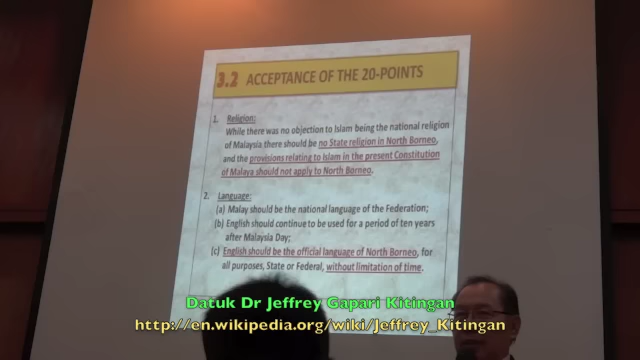 3.2 ACCEPTANCE OF THE 20-POINTS
1. Religion:
While there was no objection to Islam being the national religion
of Malaysia there should be no State religion in North Borneo,
and the provisions relating to Islam in the present Constitution
of Malaya should not apply to North Borneo.
2. Language:
(a) Malay should be the national language of the Federation;
(b) English should continue to be used for a period of ten years
after Malaysia Day;
(c) English should be the official language of North Borneo, for
all purposes, State or Federal, without limitation of time.
Datuk Dr Jeffrey Gapari Kitingan
http://en.wikipedia.org/wiki/Jeffrey_Kitingan